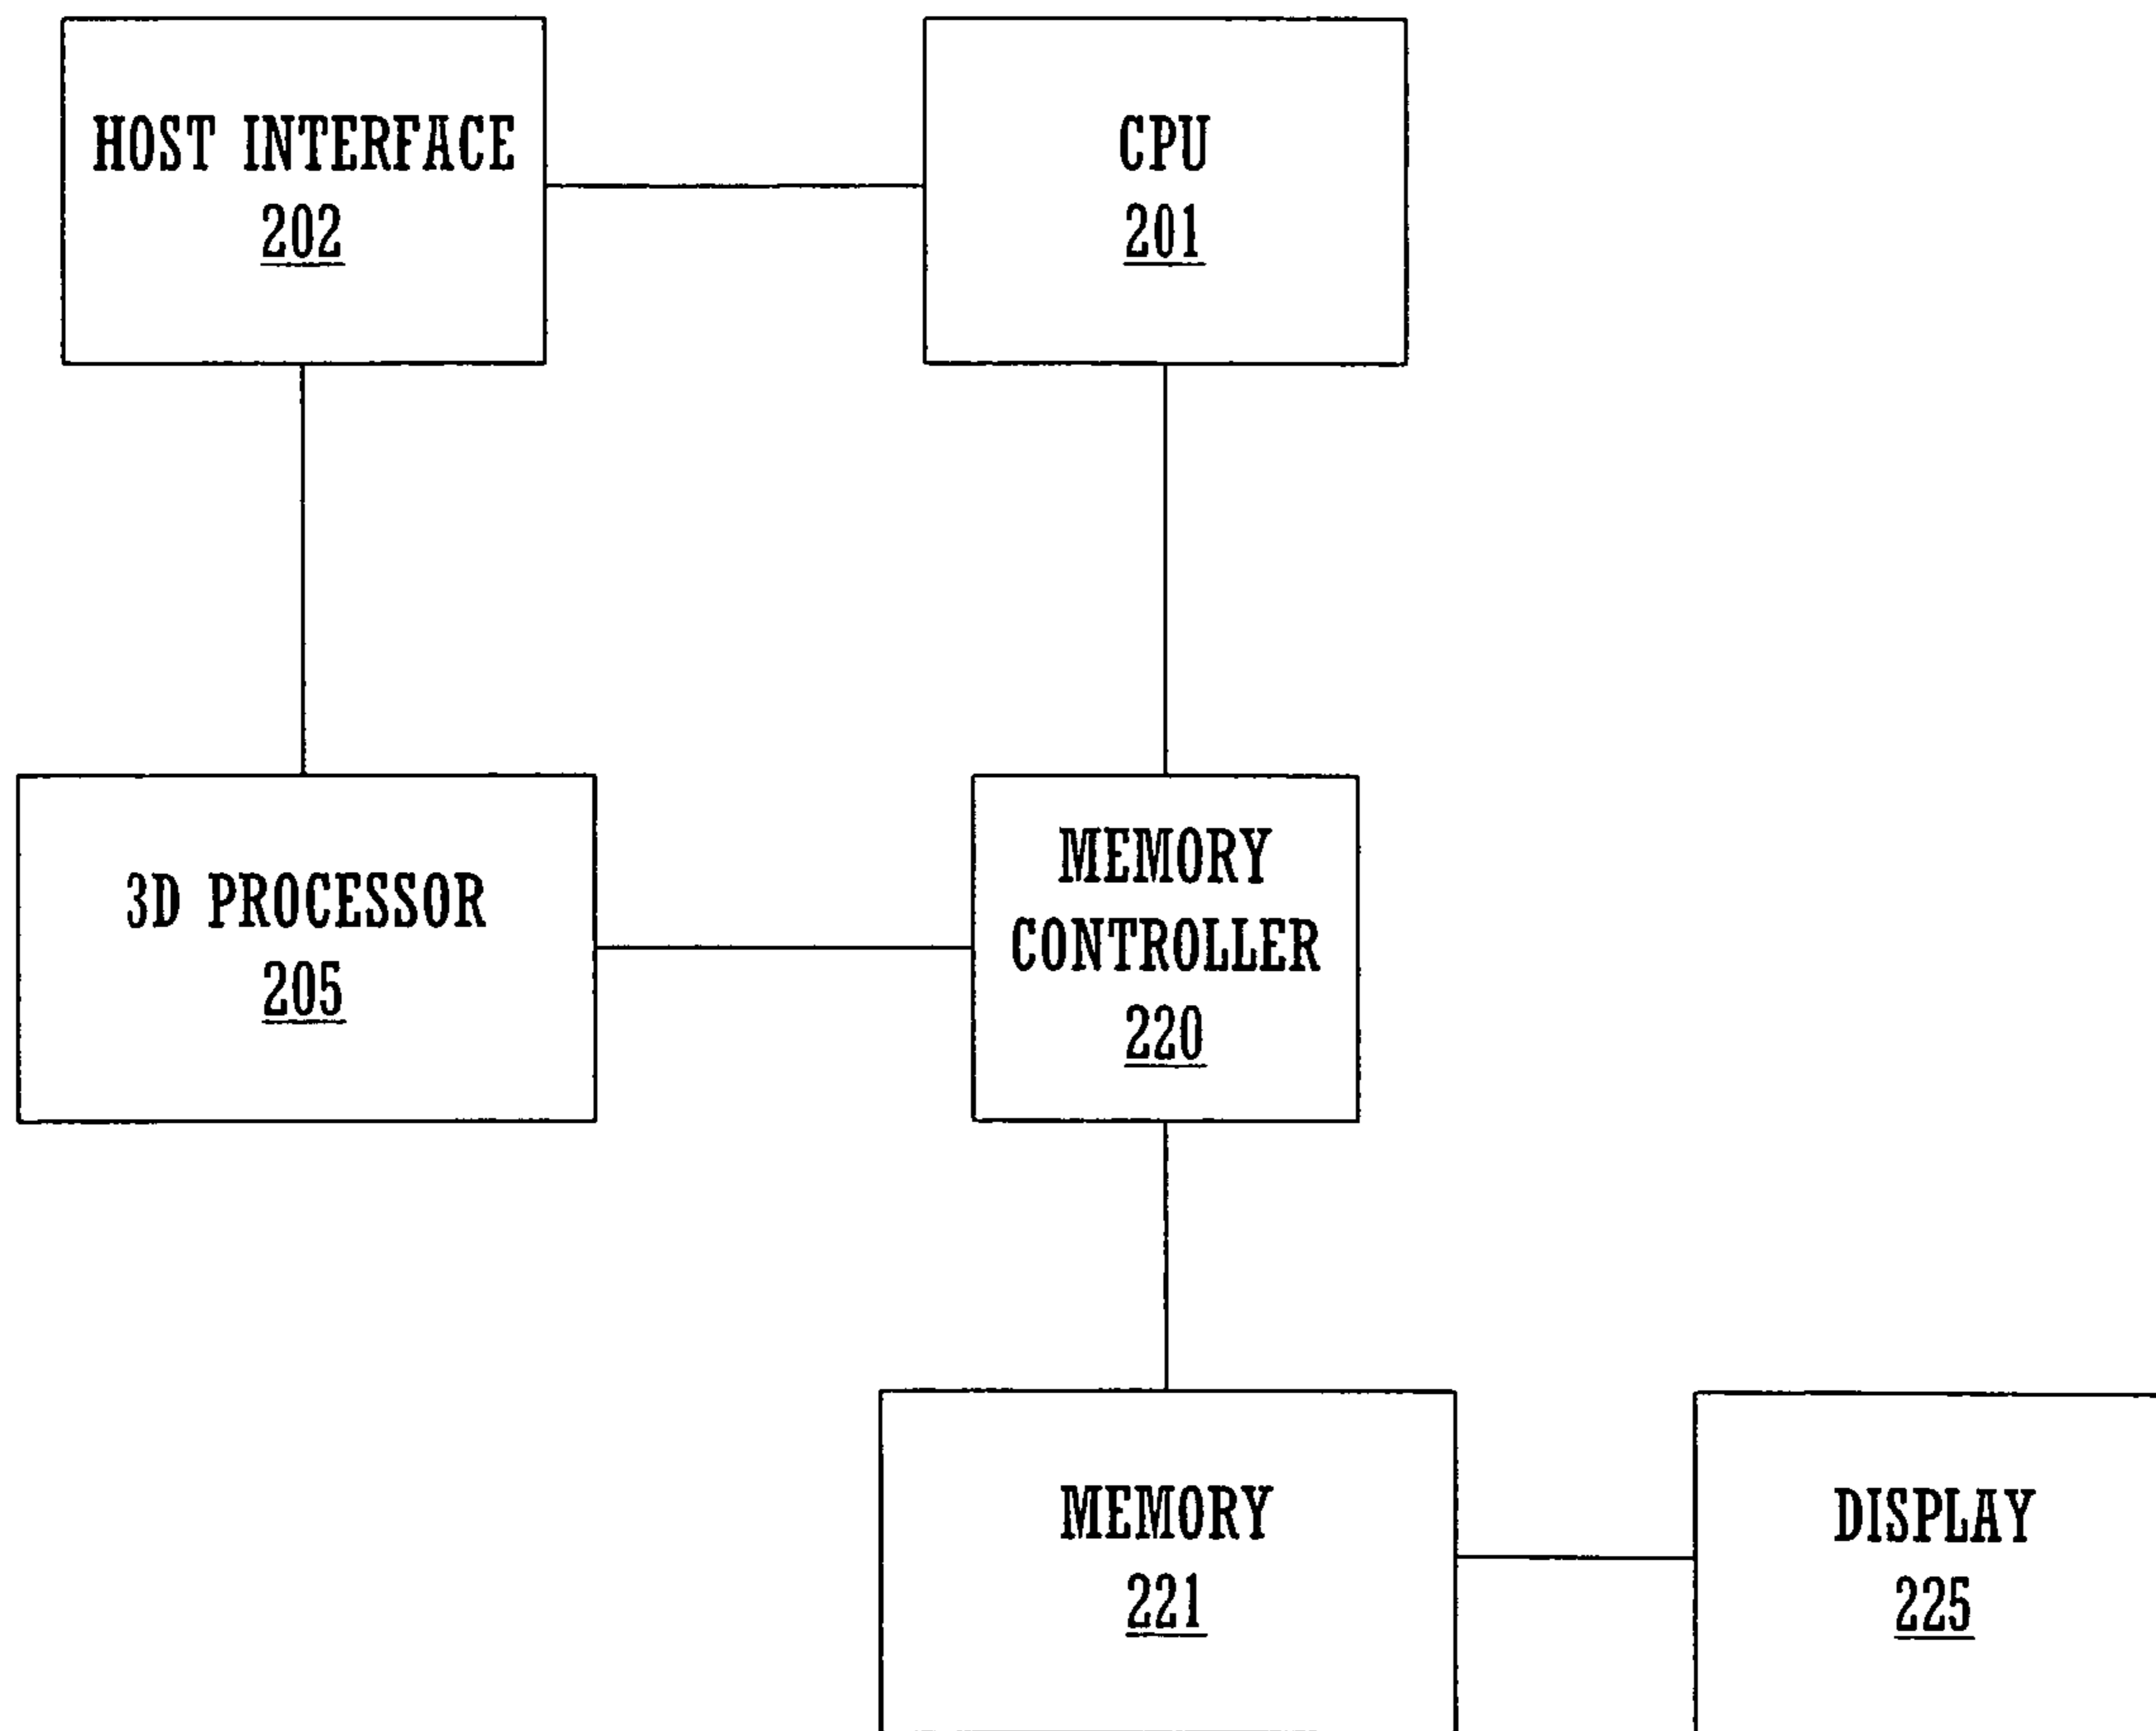 HOST INTERFACE
202
CPU
201
3D PROCESSOR
205
MEMORY
CONTROLLER
220
MEMORY
221
DISPLAY
225